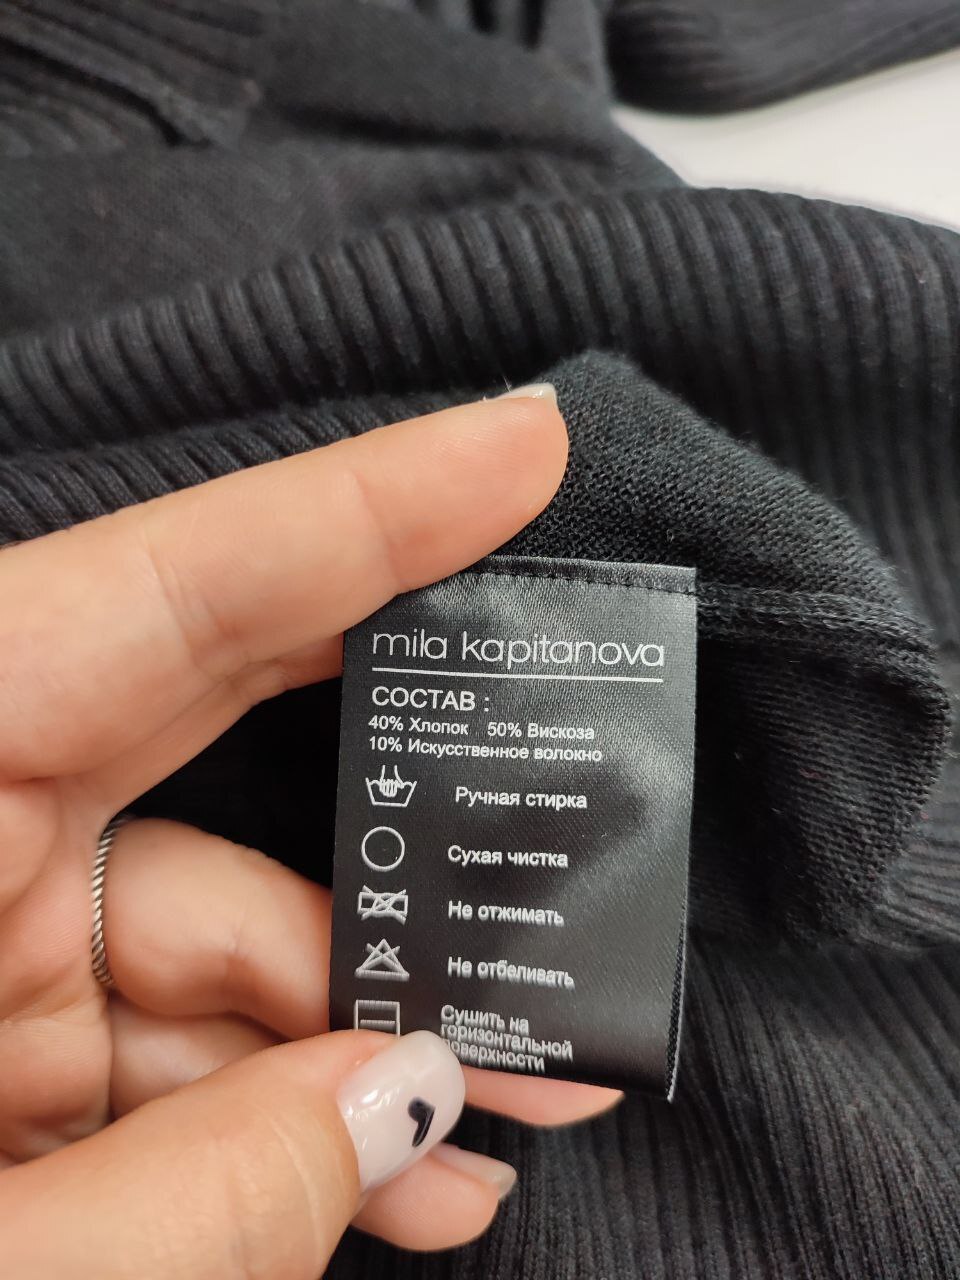 mila kapitanova
СОСТАВ :
40% Хлопок 50% Вискоза
10% Искусственное волокно
Ручная стирка
Сухая чистка
Не отжимать
Не отбеливать
Сушить на
горизонтальной
поверхности